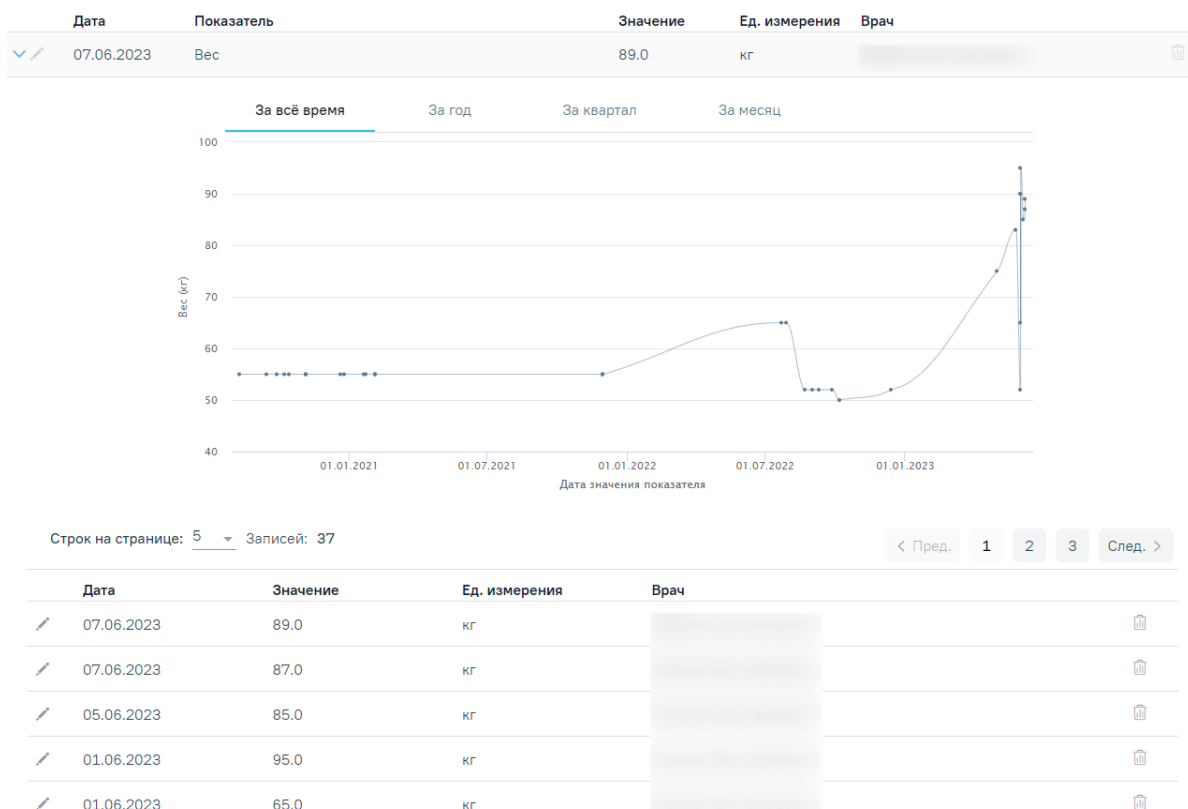 Дата Показатель Значение Ед. измерения Врач
07.06.2023 Вес 89.0 кг
За всё время За год За квартал За месяц
100
90
80
70
60
50
40
Вес (кг)
01.01.2021 01.07.2021 01.01.2022 01.07.2022 01.01.2023
Дата значения показателя
Строк на странице: 5 Записей: 37
Пред. 1 2 3 След.
Дата Значение Ед. измерения Врач
07.06.2023 89.0 кг
07.06.2023 87.0 кг
05.06.2023 85.0 кг
01.06.2023 95.0 кг
01.06.2023 65.0 кг